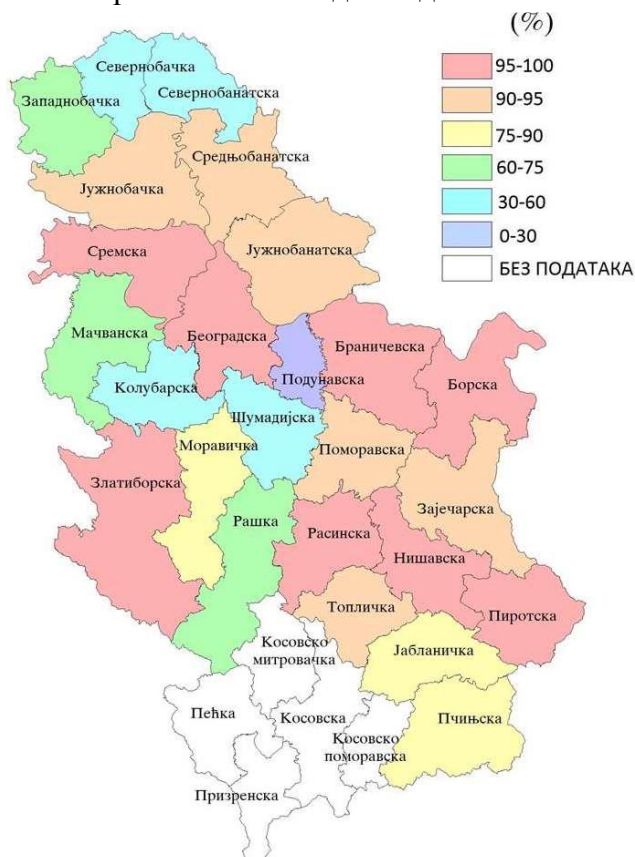 (%)
95-100
90-95
75-90
60-75
30-60
0-30
БЕЗ ПОДАТАКА
Севернобачка
Западнобачка
Севернобанатска
Средњобанатска
Јужнобачка
Јужнобанатска
Сремска
Мачванска
Београдска
Браничевска
Подунавска
Борска
Колубарска
Шумадијска
Моравичка
Поморавска
Златиборска
Зајечарска
Рашка
Расинска
Нишавска
Топличка
Пиротска
Косовско
митровачка
Јабланичка
Пећка
Косовска
Пчињска
Косовско
поморавска
Призренска